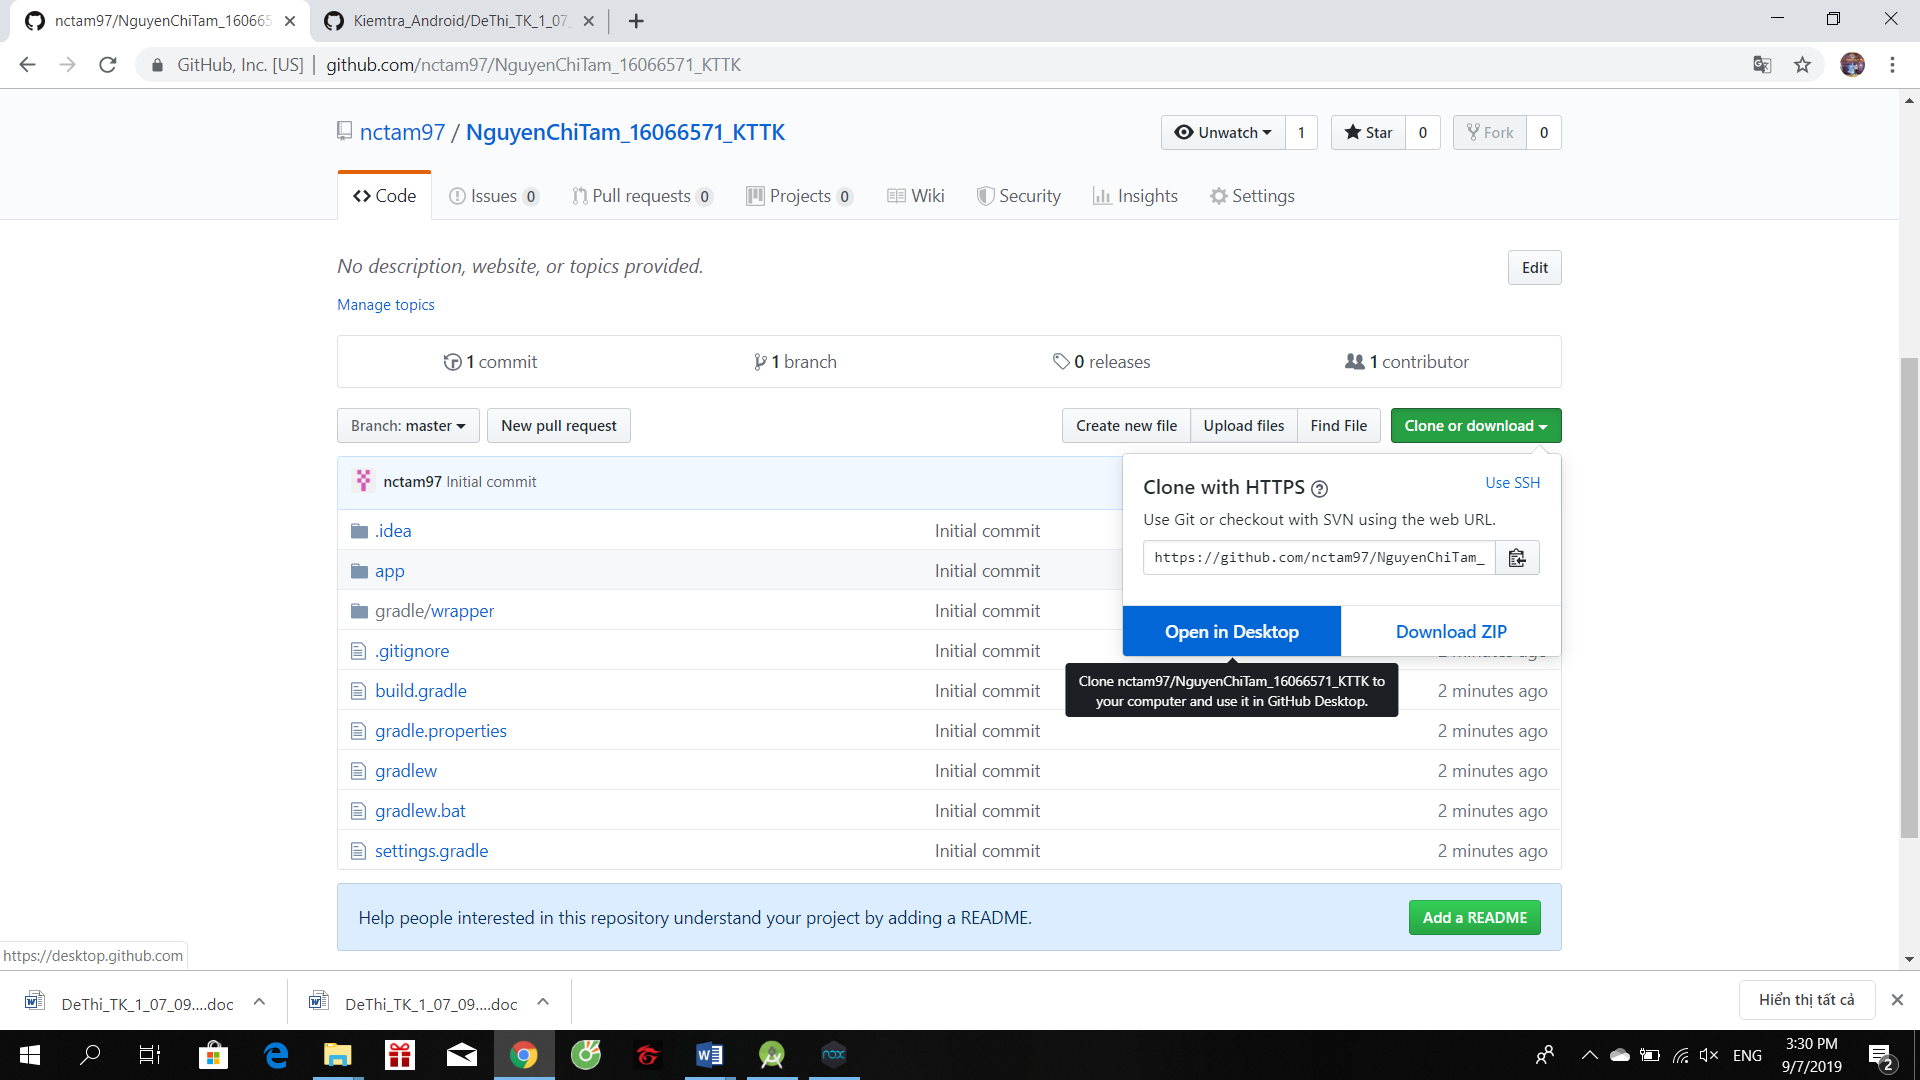 nctam97/NguyenChiTam_16066
Kiemtra_Android/DeThi_TK_1_07_
GitHub, Inc. [US] | github.com/nctam97/NguyenChiTam_16066571_KTTK
nctam97 / NguyenChiTam_16066571_KTTK
Unwatch 1
Star 0
Fork 0
Code
Issues 0
Pull requests 0
Projects 0
Wiki
Security
Insights
Settings
No description, website, or topics provided.
Edit
Manage topics
1 commit
1 branch
0 releases
1 contributor
Branch: master
New pull request
Create new file
Upload files
Find File
Clone or download
nctam97 Initial commit
Clone with HTTPS
Use SSH
Use Git or checkout with SVN using the web URL.
https://github.com/nctam97/NguyenChiTam_
Open in Desktop
Download ZIP
Clone nctam97/NguyenChiTam_16066571_KTTK to
your computer and use it in GitHub Desktop.
.idea Initial commit
app Initial commit
gradle/wrapper Initial commit
.gitignore Initial commit 2 minutes ago
build.gradle Initial commit 2 minutes ago
gradle.properties Initial commit 2 minutes ago
gradlew Initial commit 2 minutes ago
gradlew.bat Initial commit 2 minutes ago
settings.gradle Initial commit 2 minutes ago
Help people interested in this repository understand your project by adding a README.
Add a README
https://desktop.github.com
DeThi_TK_1_07_09....doc
DeThi_TK_1_07_09....doc
Hiển thị tất cả
nox
ENG
3:30 PM
9/7/2019
2